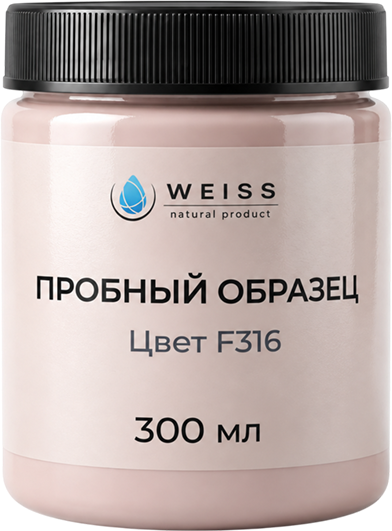 WEISS
natural product
ПРОБНЫЙ ОБРАЗЕЦ
Цвет F316
300 мл